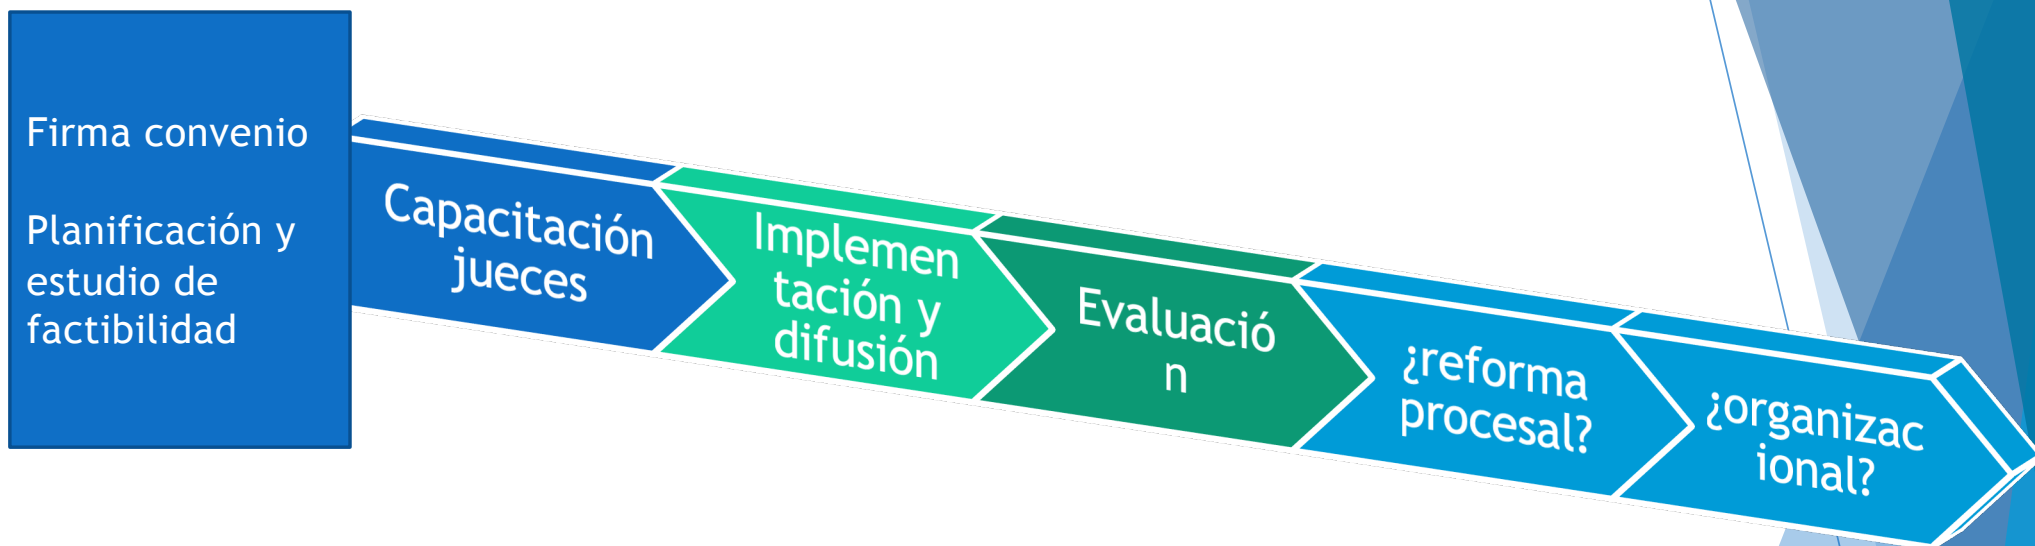 Firma convenio
Planificación y
estudio de
factibilidad
Capacitación
jueces
Implemen
tación y
difusión
Evaluació
n
¿reforma
procesal?
¿organizac
ional?